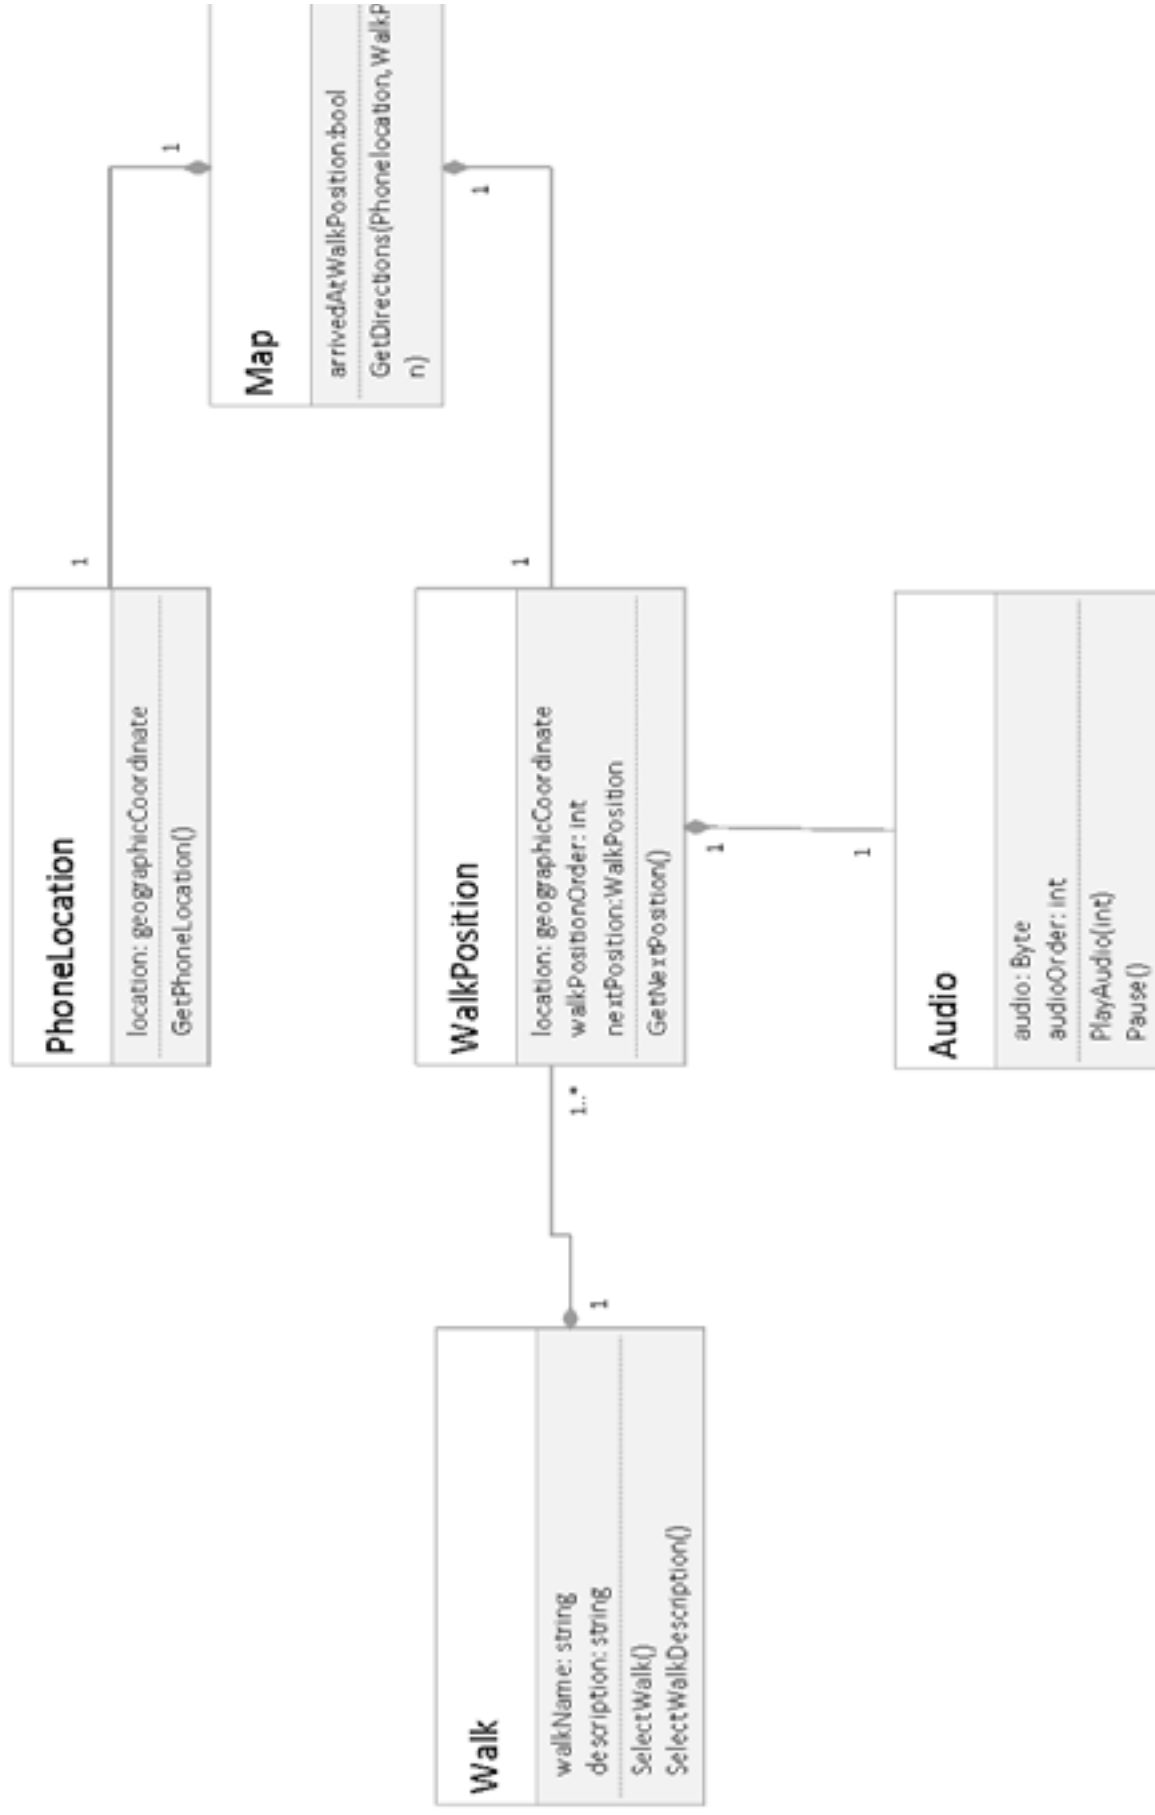 PhoneLocation
location: geographicCoordinate
GetPhoneLocation()
1
1
Walk
walkName: string
description: string
SelectWalk()
SelectWalkDescription()
1
1..*
WalkPosition
location: geographicCoordinate
walkPositionOrder: int
nextPosition:WalkPosition
GetNextPosition()
1
1
Map
arrivedAtWalkPosition:bool
GetDirections(Phonelocation,WalkP
n)
1
1
Audio
audio: Byte
audioOrder: int
PlayAudio(int)
Pause()